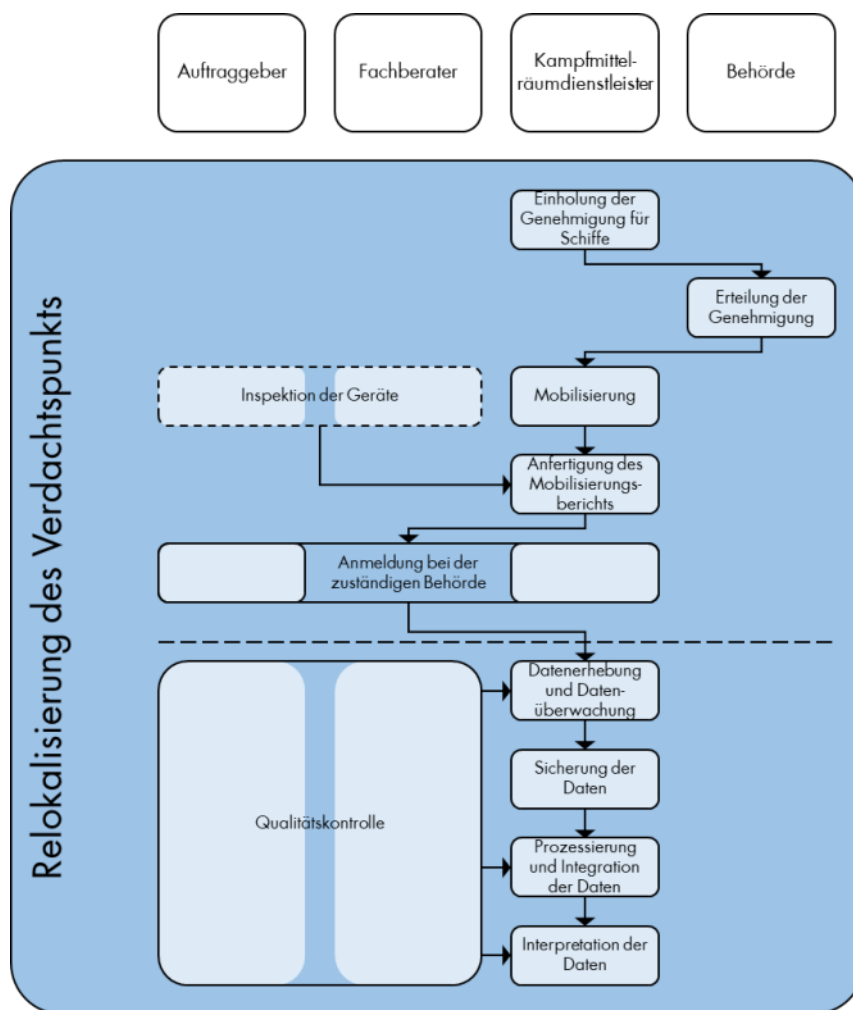 Auftraggeber
Fachberater
Kampfmittel-
räumdienstleister
Behörde
Relokalisierung des Verdachtspunkts
Einholung der
Genehmigung für
Schiffe
Erteilung der
Genehmigung
Inspektion der Geräte
Mobilisierung
Anfertigung des
Mobilisierungs-
berichts
Anmeldung bei der
zuständigen Behörde
Datenerhebung
und Daten-
überwachung
Sicherung der
Daten
Qualitätskontrolle
Prozessierung
und Integration
der Daten
Interpretation der
Daten